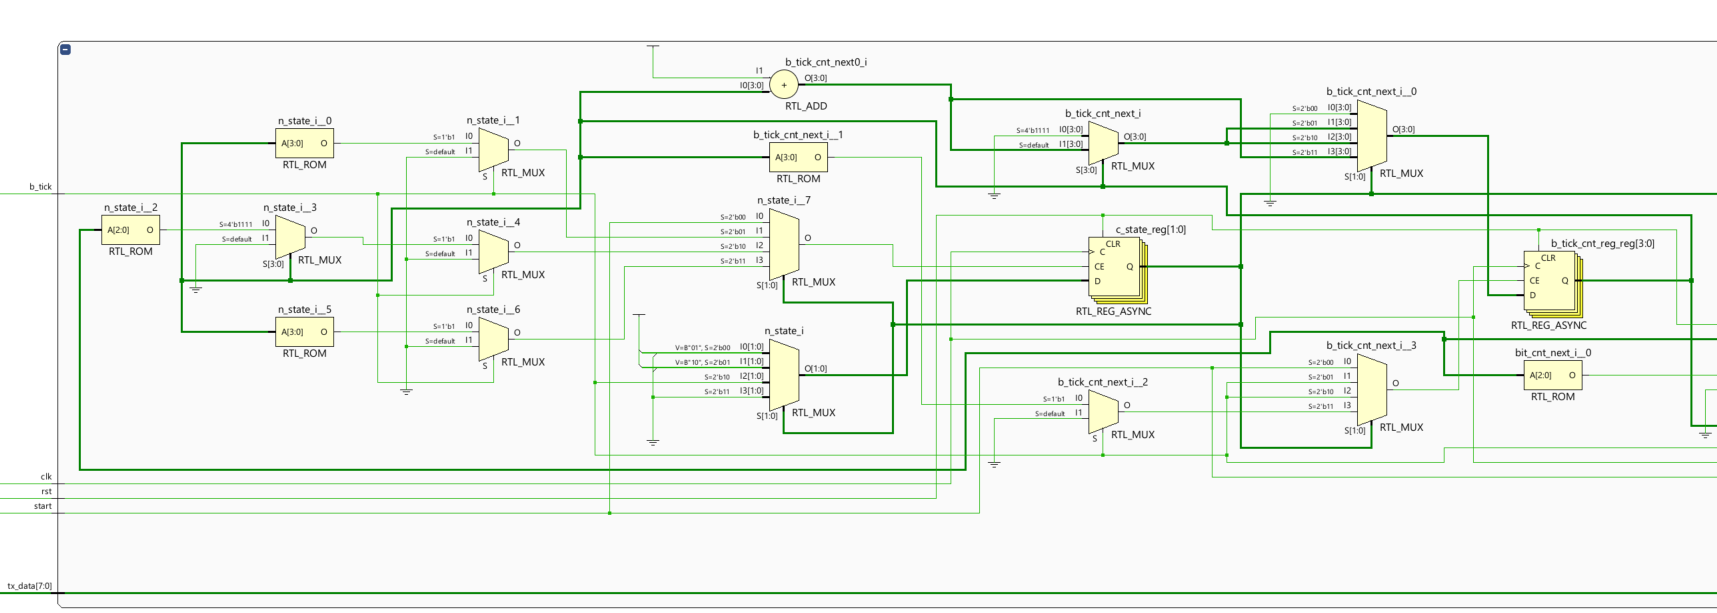 b_tick_cnt_next0_i
I1
I0[3:0]
+
O[3:0]
RTL_ADD
b_tick_cnt_next_i__0
S=2'b00 I0[3:0]
S=2'b01 I1[3:0]
S=2'b10 I2[3:0]
S=2'b11 I3[3:0]
O[3:0]
S[1:0]
RTL_MUX
b_tick_cnt_next_i
S=4'b1111 I0[3:0]
S=default I1[3:0]
O[3:0]
S[3:0]
RTL_MUX
n_state_i__0
A[3:0] O
RTL_ROM
n_state_i__1
S=1'b1 I0
S=default I1
O
S
RTL_MUX
b_tick_cnt_next_i__1
A[3:0] O
RTL_ROM
b_tick
n_state_i__2
A[2:0] O
RTL_ROM
n_state_i__3
S=4'b1111 I0
S=default I1
O
S[3:0]
RTL_MUX
n_state_i__4
S=1'b1 I0
S=default I1
O
S
RTL_MUX
n_state_i__7
S=2'b00 I0
S=2'b01 I1
S=2'b10 I2
S=2'b11 I3
O
S[1:0]
RTL_MUX
c_state_reg[1:0]
CLR
C
CE Q
D
RTL_REG_ASYNC
b_tick_cnt_reg_reg[3:0]
CLR
C
CE Q
D
RTL_REG_ASYNC
n_state_i__5
A[3:0] O
RTL_ROM
n_state_i__6
S=1'b1 I0
S=default I1
O
S
RTL_MUX
n_state_i
V=B"01", S=2'b00 I0[1:0]
V=B"10", S=2'b01 I1[1:0]
S=2'b10 I2[1:0]
S=2'b11 I3[1:0]
O[1:0]
S[1:0]
RTL_MUX
b_tick_cnt_next_i__2
S=1'b1 I0
S=default I1
O
S
RTL_MUX
b_tick_cnt_next_i__3
S=2'b00 I0
S=2'b01 I1
S=2'b10 I2
S=2'b11 I3
O
S[1:0]
RTL_MUX
bit_cnt_next_i__0
A[2:0] O
RTL_ROM
clk
rst
start
tx_data[7:0]